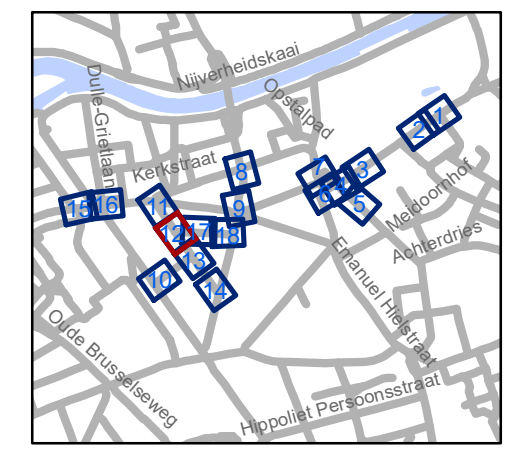 Nijverheidskaai
Dulle-Grietlaan
Opstalpad
Kerkstraat
1
2
3
4
5
6
7
8
9
10
11
12
13
14
15
16
17
18
Meidoornhof
Achterdries
Emanuel Hielstraat
Oude Brusselseweg
Hippoliet Persoonsstraat